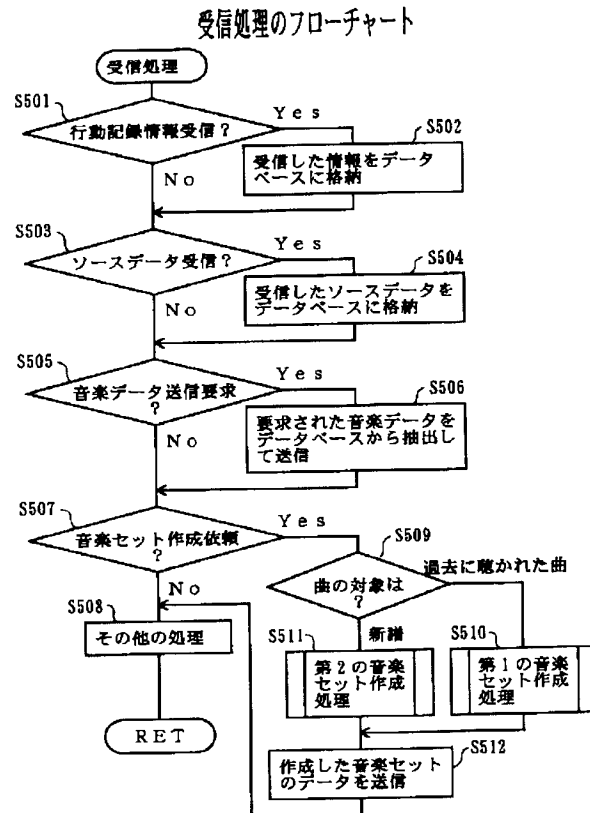 受信処理のフローチャート
受信処理
S501
行動記録情報受信？
Yes
No
S502
受信した情報をデータ
ベースに格納
S503
ソースデータ受信？
Yes
No
S504
受信したソースデータを
データベースに格納
S505
音楽データ送信要求
？
Yes
No
S506
要求された音楽データを
データベースから抽出し
て送信
S507
音楽セット作成依頼
？
Yes
No
S508
その他の処理
RET
S509
曲の対象は
？
過去に聴かれた曲
新譜
S511
第2の音楽
セット作成
処理
S510
第1の音楽
セット作成
処理
S512
作成した音楽セット
のデータを送信